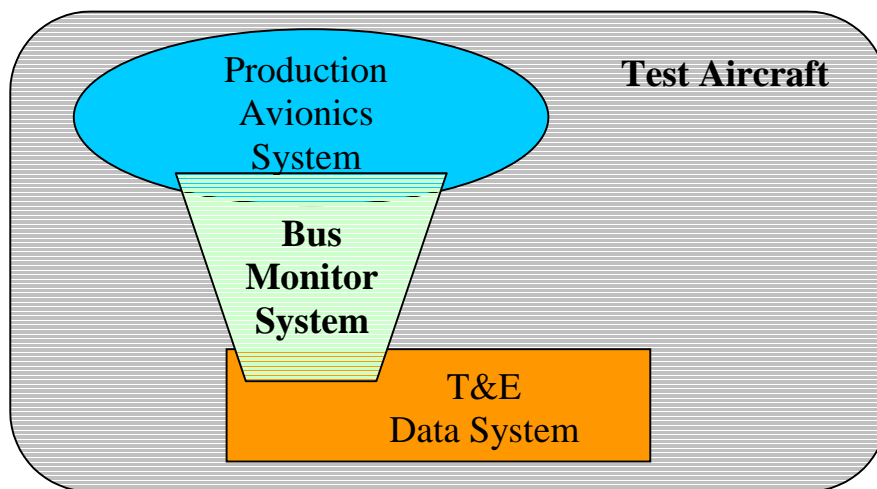 Production
Avionics
System
Test Aircraft
Bus
Monitor
System
T&E
Data System